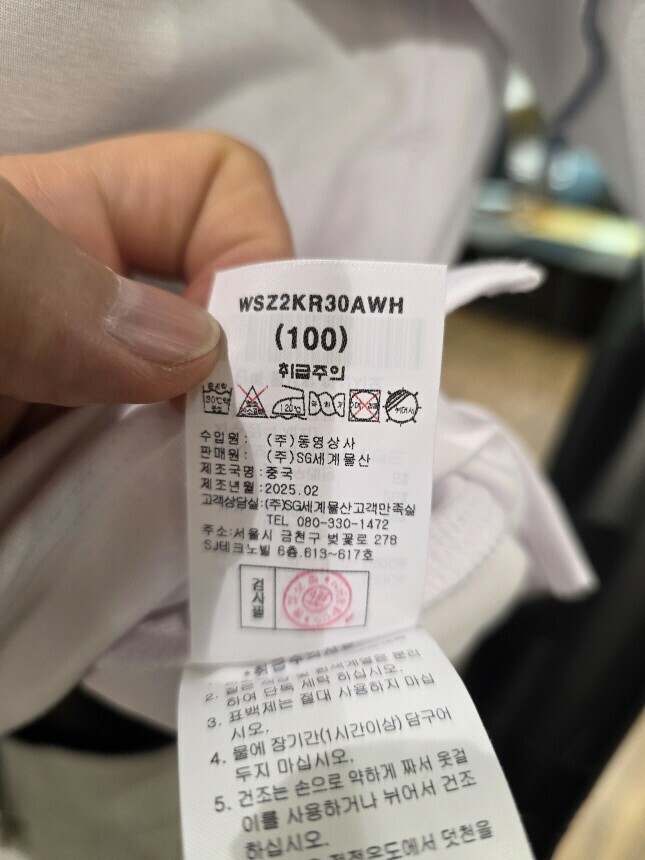 WSZ2KR30AWH
(100)
취급주의
120℃
수입원: (주)동영상사
판매원: (주)SG세계물산
제조국명:중국
제조년월:2025.02
고객상담실:(주)SG세계물산고객만족실
TEL 080-330-1472
주소:서울시 금천구 벚꽃로 278
SJ테크노빌 6층.613~617호
검사필
2.
하여 단독 세탁 하십시오.
3. 표백제는 절대 사용하지 마십
시오.
4. 물에 장기간(1시간이상) 담구어
두지 마십시오.
5. 건조는 손으로 약하게 짜서 옷걸
이를 사용하거나 뉘어서 건조
하십시오.
덧천을